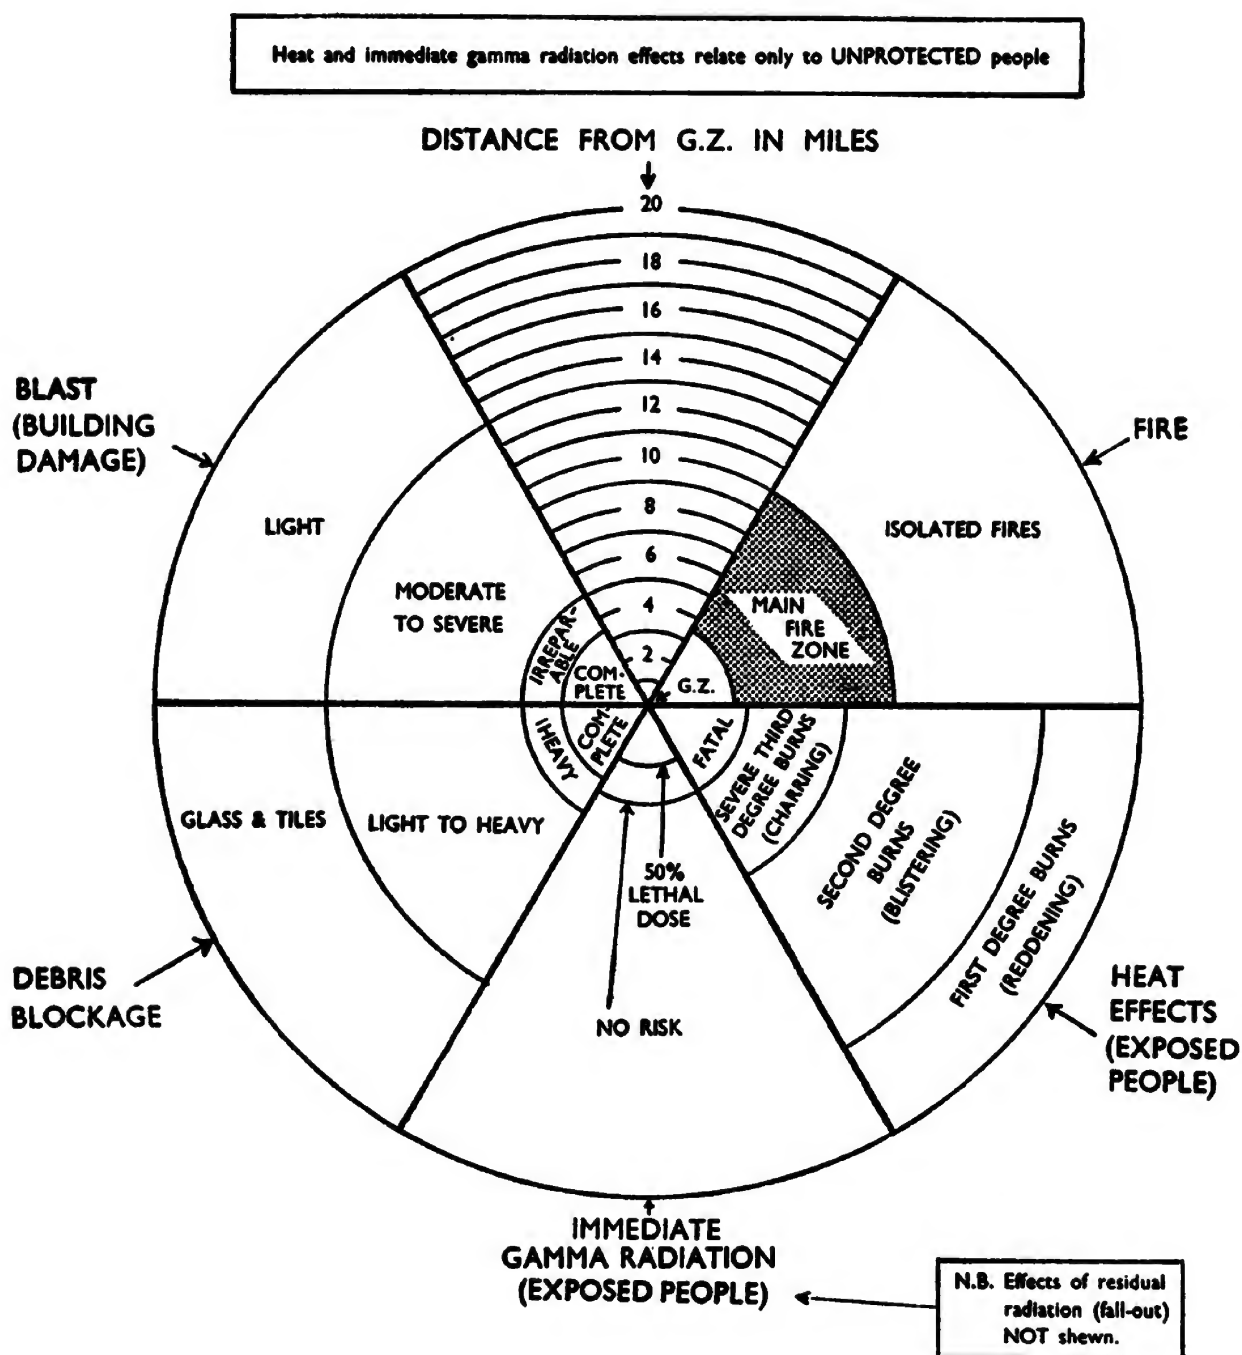 Heat and immediate gamma radiation effects relate only to UNPROTECTED people
DISTANCE FROM G.Z. IN MILES
20
18
16
14
12
10
8
6
4
2
G.Z.
BLAST
(BUILDING
DAMAGE)
LIGHT
MODERATE
TO SEVERE
IRREPAR-
ABLE
COM-
PLETE
FIRE
ISOLATED FIRES
MAIN
FIRE
ZONE
COM-
PLETE
HEAVY
LIGHT TO HEAVY
GLASS & TILES
DEBRIS
BLOCKAGE
FATAL
SEVERE THIRD
DEGREE BURNS
(CHARRING)
SECOND DEGREE
BURNS
(BLISTERING)
FIRST DEGREE BURNS
(REDDENING)
HEAT
EFFECTS
(EXPOSED
PEOPLE)
50%
LETHAL
DOSE
NO RISK
IMMEDIATE
GAMMA RADIATION
(EXPOSED PEOPLE)
N.B. Effects of residual
radiation (fall-out)
NOT shewn.